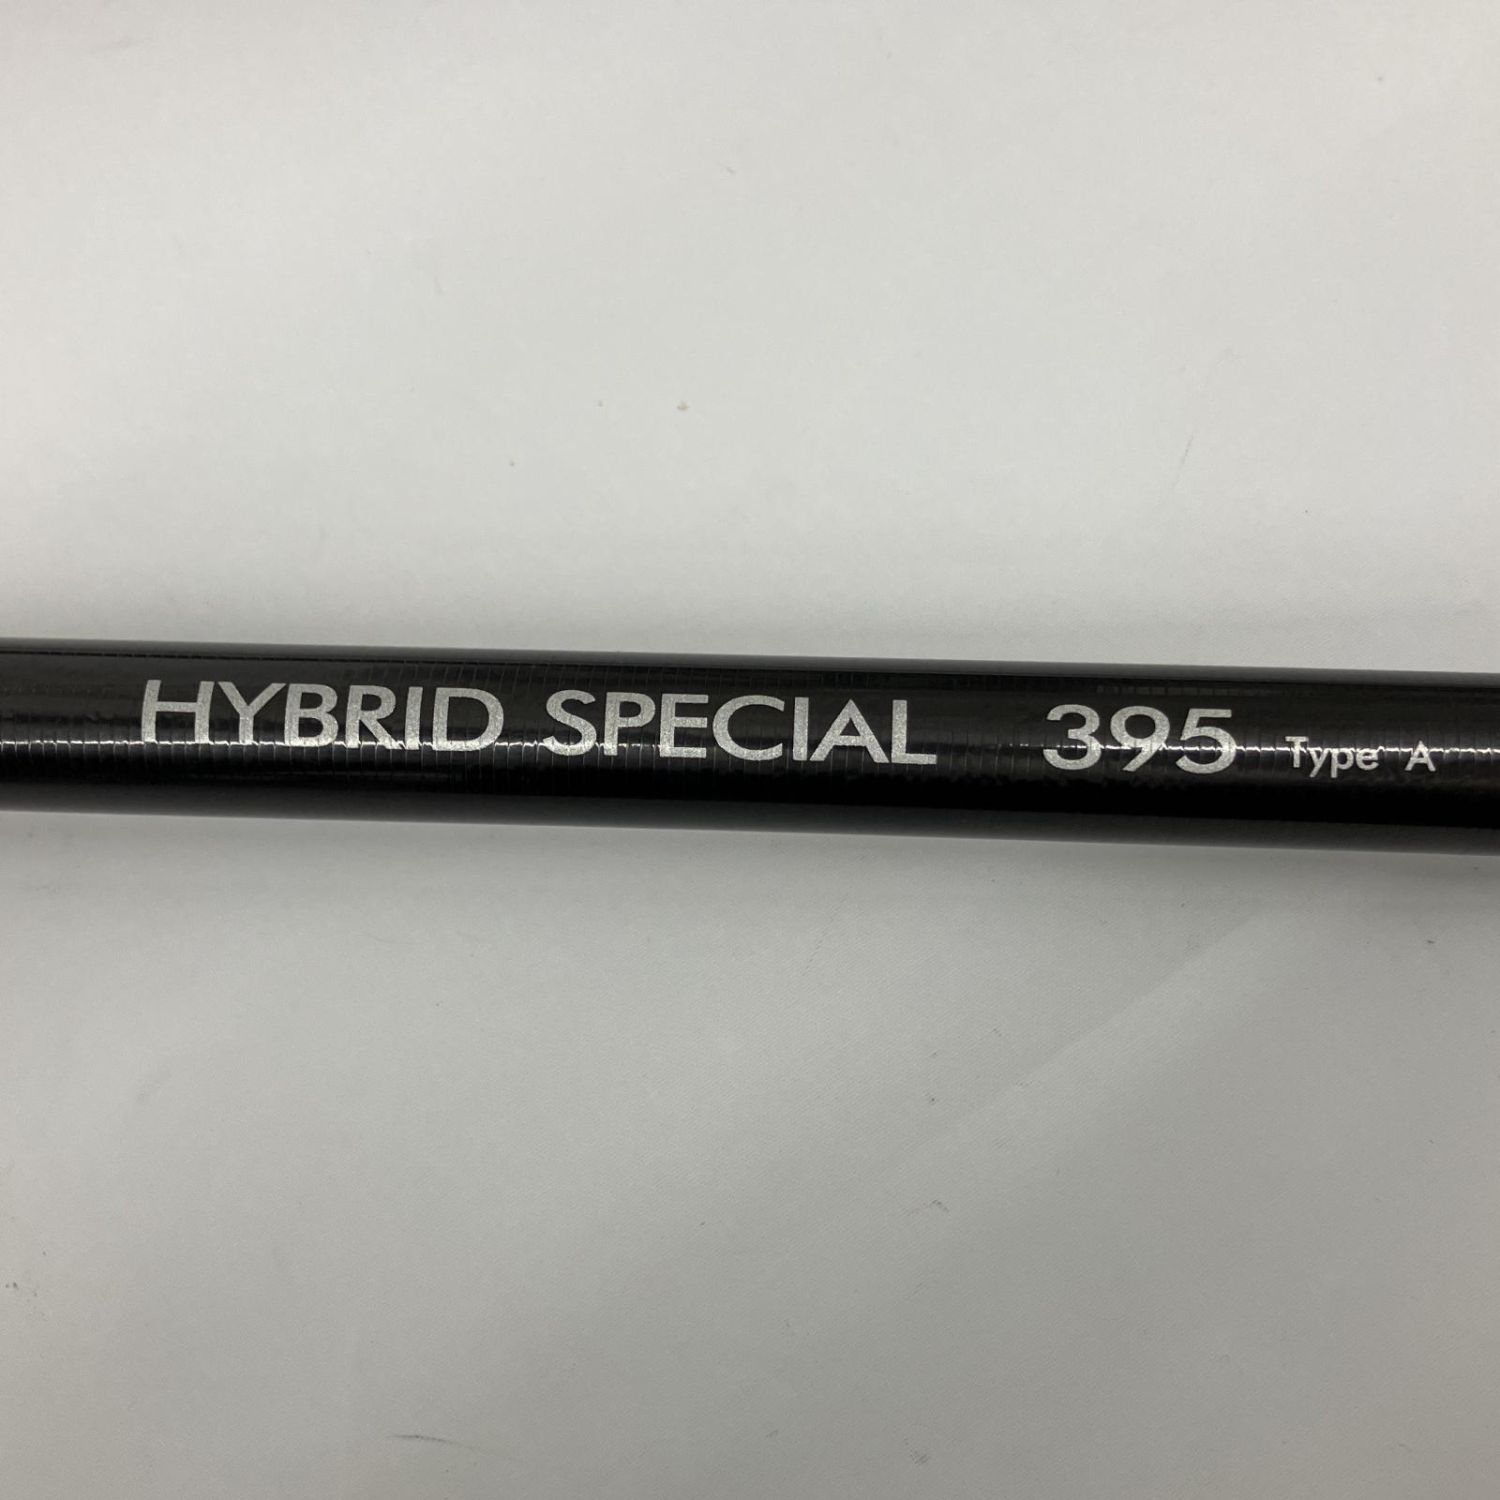 HYBRID SPECIAL 395 Type A